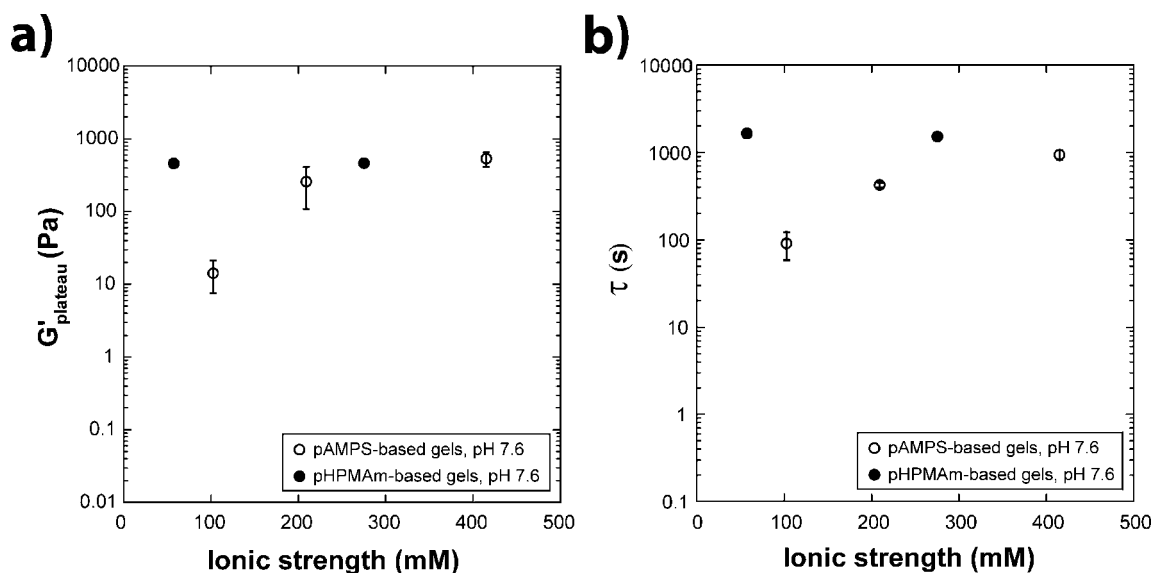 a)
10000
1000
100
10
1
0.1
0.01
G'plateau (Pa)
pAMPS-based gels, pH 7.6
pHPMAm-based gels, pH 7.6
0 100 200 300 400 500
Ionic strength (mM)
b)
10000
1000
100
10
1
0.1
τ (s)
pAMPS-based gels, pH 7.6
pHPMAm-based gels, pH 7.6
0 100 200 300 400 500
Ionic strength (mM)